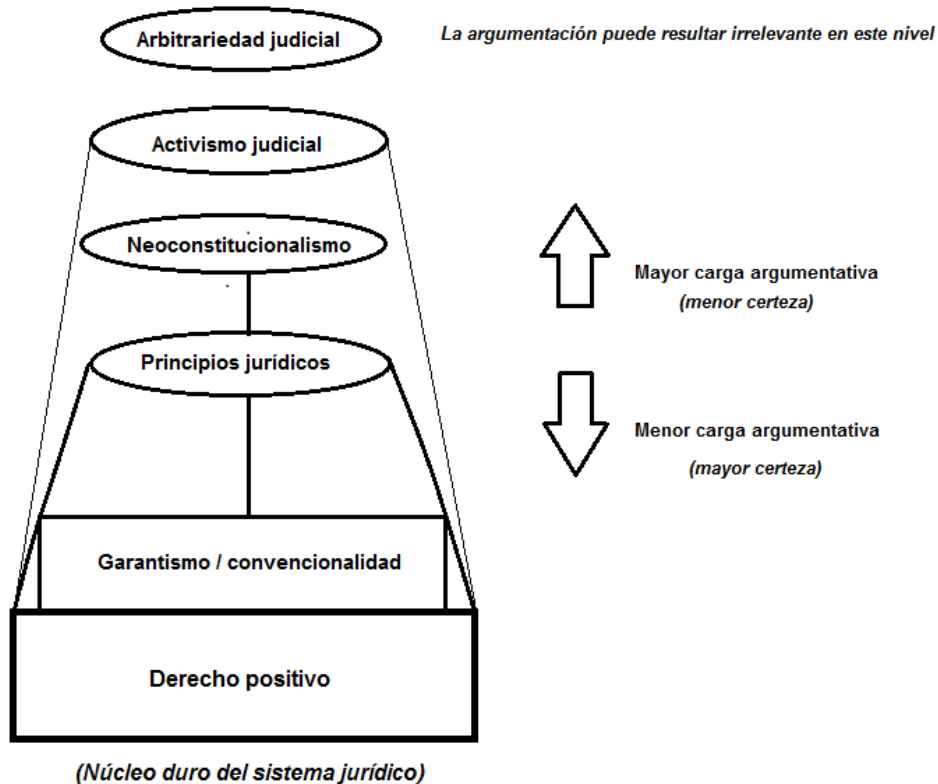 Arbitrariedad judicial
La argumentación puede resultar irrelevante en este nivel
Activismo judicial
Neoconstitucionalismo
Mayor carga argumentativa
(menor certeza)
Principios jurídicos
Menor carga argumentativa
(mayor certeza)
Garantismo / convencionalidad
Derecho positivo
(Núcleo duro del sistema jurídico)